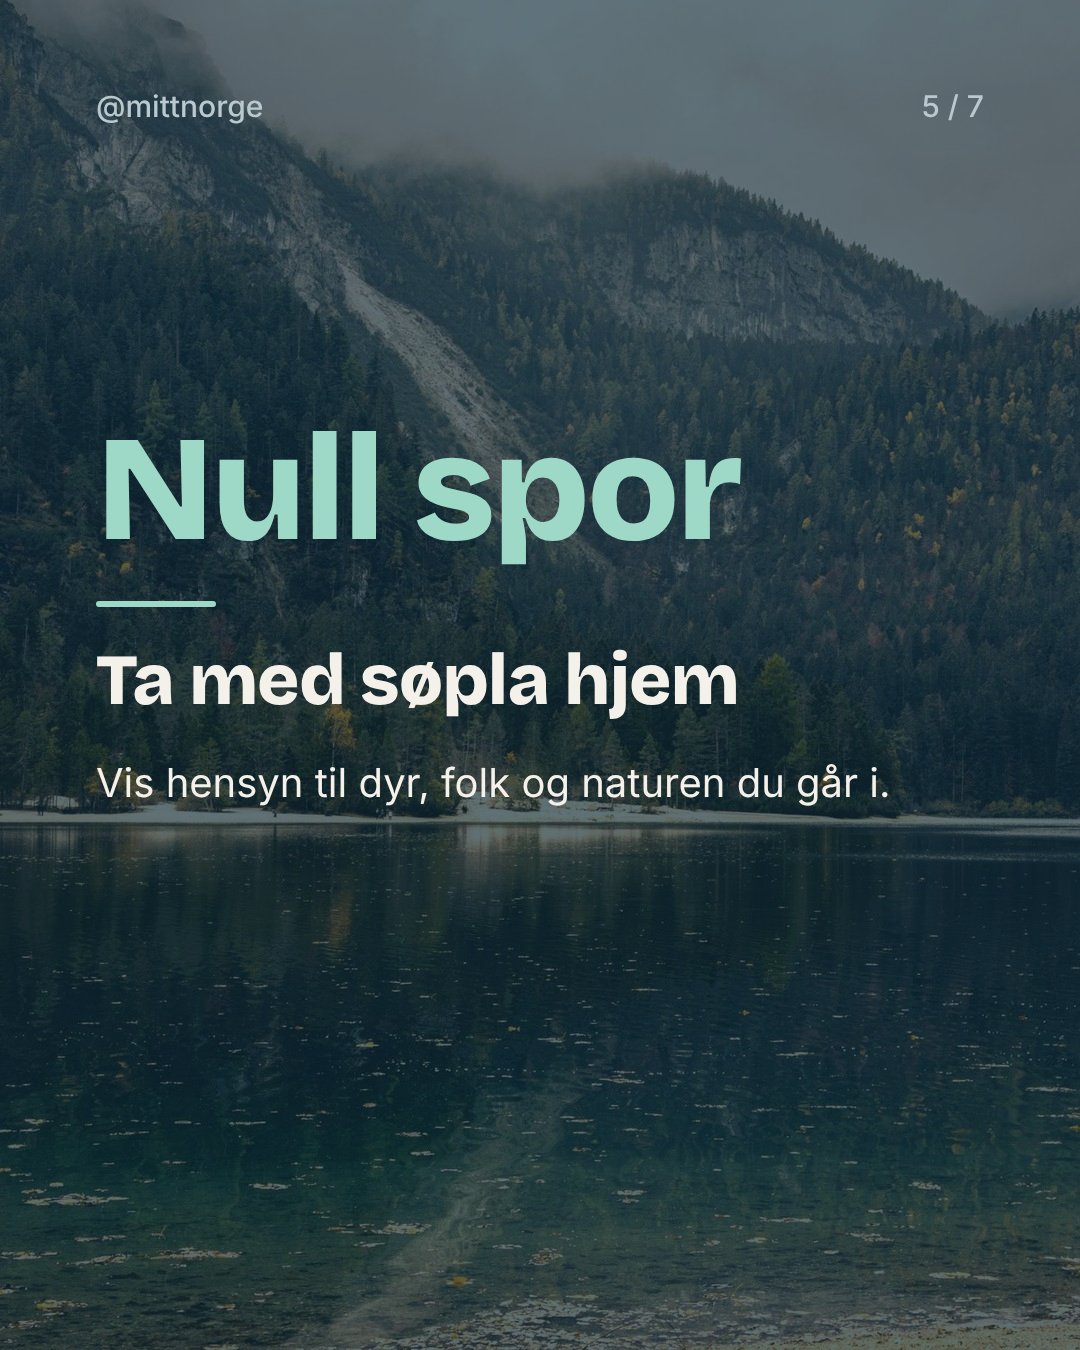 @mittnorge
5 / 7
Null spor
Ta med søpla hjem
Vis hensyn til dyr, folk og naturen du går i.